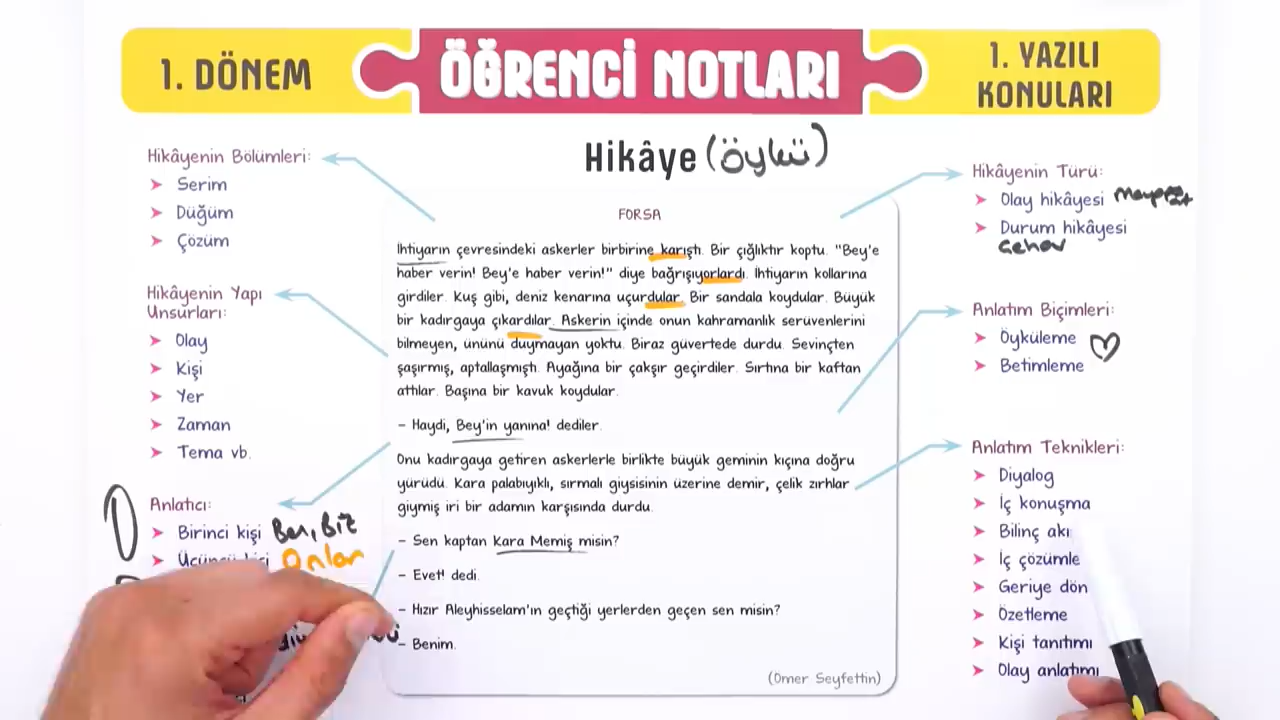 1. DÖNEM
ÖĞRENCİ NOTLARI
1. YAZILI
KONULARI
Hikâye (öykü)
Hikâyenin Bölümleri:
➤ Serim
➤ Düğüm
➤ Çözüm
Hikâyenin Yapı
Unsurları:
➤ Olay
➤ Kişi
➤ Yer
➤ Zaman
➤ Tema vb.
Anlatıcı:
➤ Birinci kişi Ben, Biz
➤ Üçüncü kişi Onlar
FORSA
İhtiyarın çevresindeki askerler birbirine karıştı. Bir çığlıktır koptu. "Bey'e
haber verin! Bey'e haber verin!" diye bağrışıyorlardı. İhtiyarın kollarına
girdiler. Kuş gibi, deniz kenarına uçurdular. Bir sandala koydular. Büyük
bir kadırgaya çıkardılar. Askerin içinde onun kahramanlık serüvenlerini
bilmeyen, ününü duymayan yoktu. Biraz güvertede durdu. Sevinçten
şaşırmış, aptallaşmıştı. Ayağına bir çakşır geçirdiler. Sırtına bir kaftan
attılar. Başına bir kavuk koydular.
– Haydi, Bey'in yanına! dediler.
Onu kadırgaya getiren askerlerle birlikte büyük geminin kıçına doğru
yürüdü. Kara palabıyıklı, sırmalı giysisinin üzerine demir, çelik zırhlar
giymiş iri bir adamın karşısında durdu.
– Sen kaptan Kara Memiş misin?
– Evet! dedi.
– Hızır Aleyhisselam'ın geçtiği yerlerden geçen sen misin?
– Benim.
(Ömer Seyfettin)
Hikâyenin Türü:
➤ Olay hikâyesi
➤ Durum hikâyesi
Çehov
Anlatım Biçimleri:
➤ Öyküleme
➤ Betimleme
Anlatım Teknikleri:
➤ Diyalog
➤ İç konuşma
➤ Bilinç akı
➤ İç çözümle
➤ Geriye dön
➤ Özetleme
➤ Kişi tanıtımı
➤ Olay anlatımı